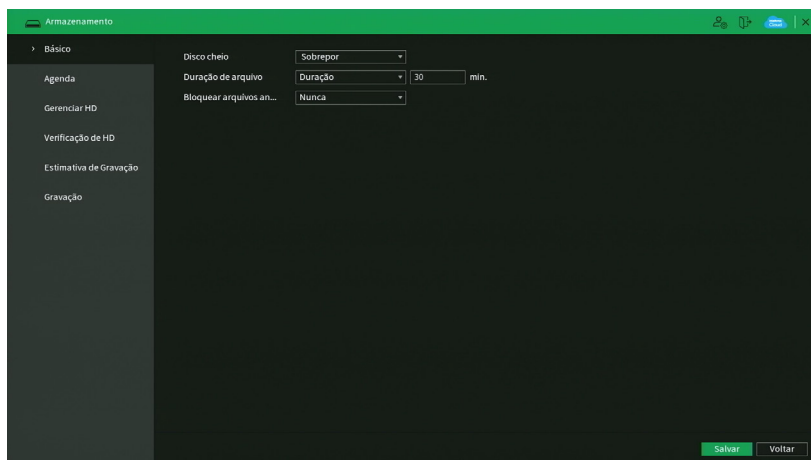 Armazenamento
Cloud
Básico
Agenda
Gerenciar HD
Verificação de HD
Estimativa de Gravação
Gravação
Disco cheio Sobrepor
Duração de arquivo Duração 30 min.
Bloquear arquivos an... Nunca
Salvar Voltar